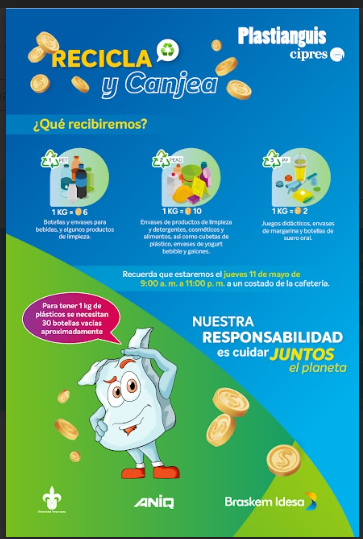 RECICLA
y Canjea
Plastianguis
cipres
¿Qué recibiremos?
1 PET
2 PEAD
1 KG = 6
1 KG = 10
1 KG = 2
Botellas y envases para
bebidas, y algunos productos
de limpieza.
Envases de productos de limpieza
y detergentes, cosméticos y
alimentos, así como cubetas de
plástico, envases de yogurt
bebible y galones.
Juegos didácticos, envases
de margarina y botellas de
suero oral.
Recuerda que estaremos el jueves 11 de mayo de
9:00 a. m. a 11:00 p. m. a un costado de la cafetería.
Para tener 1 kg de
plásticos se necesitan
30 botellas vacías
aproximadamente
NUESTRA
RESPONSABILIDAD
es cuidar JUNTOS
el planeta
Universidad Veracruzana
ANIQ
Braskem Idesa